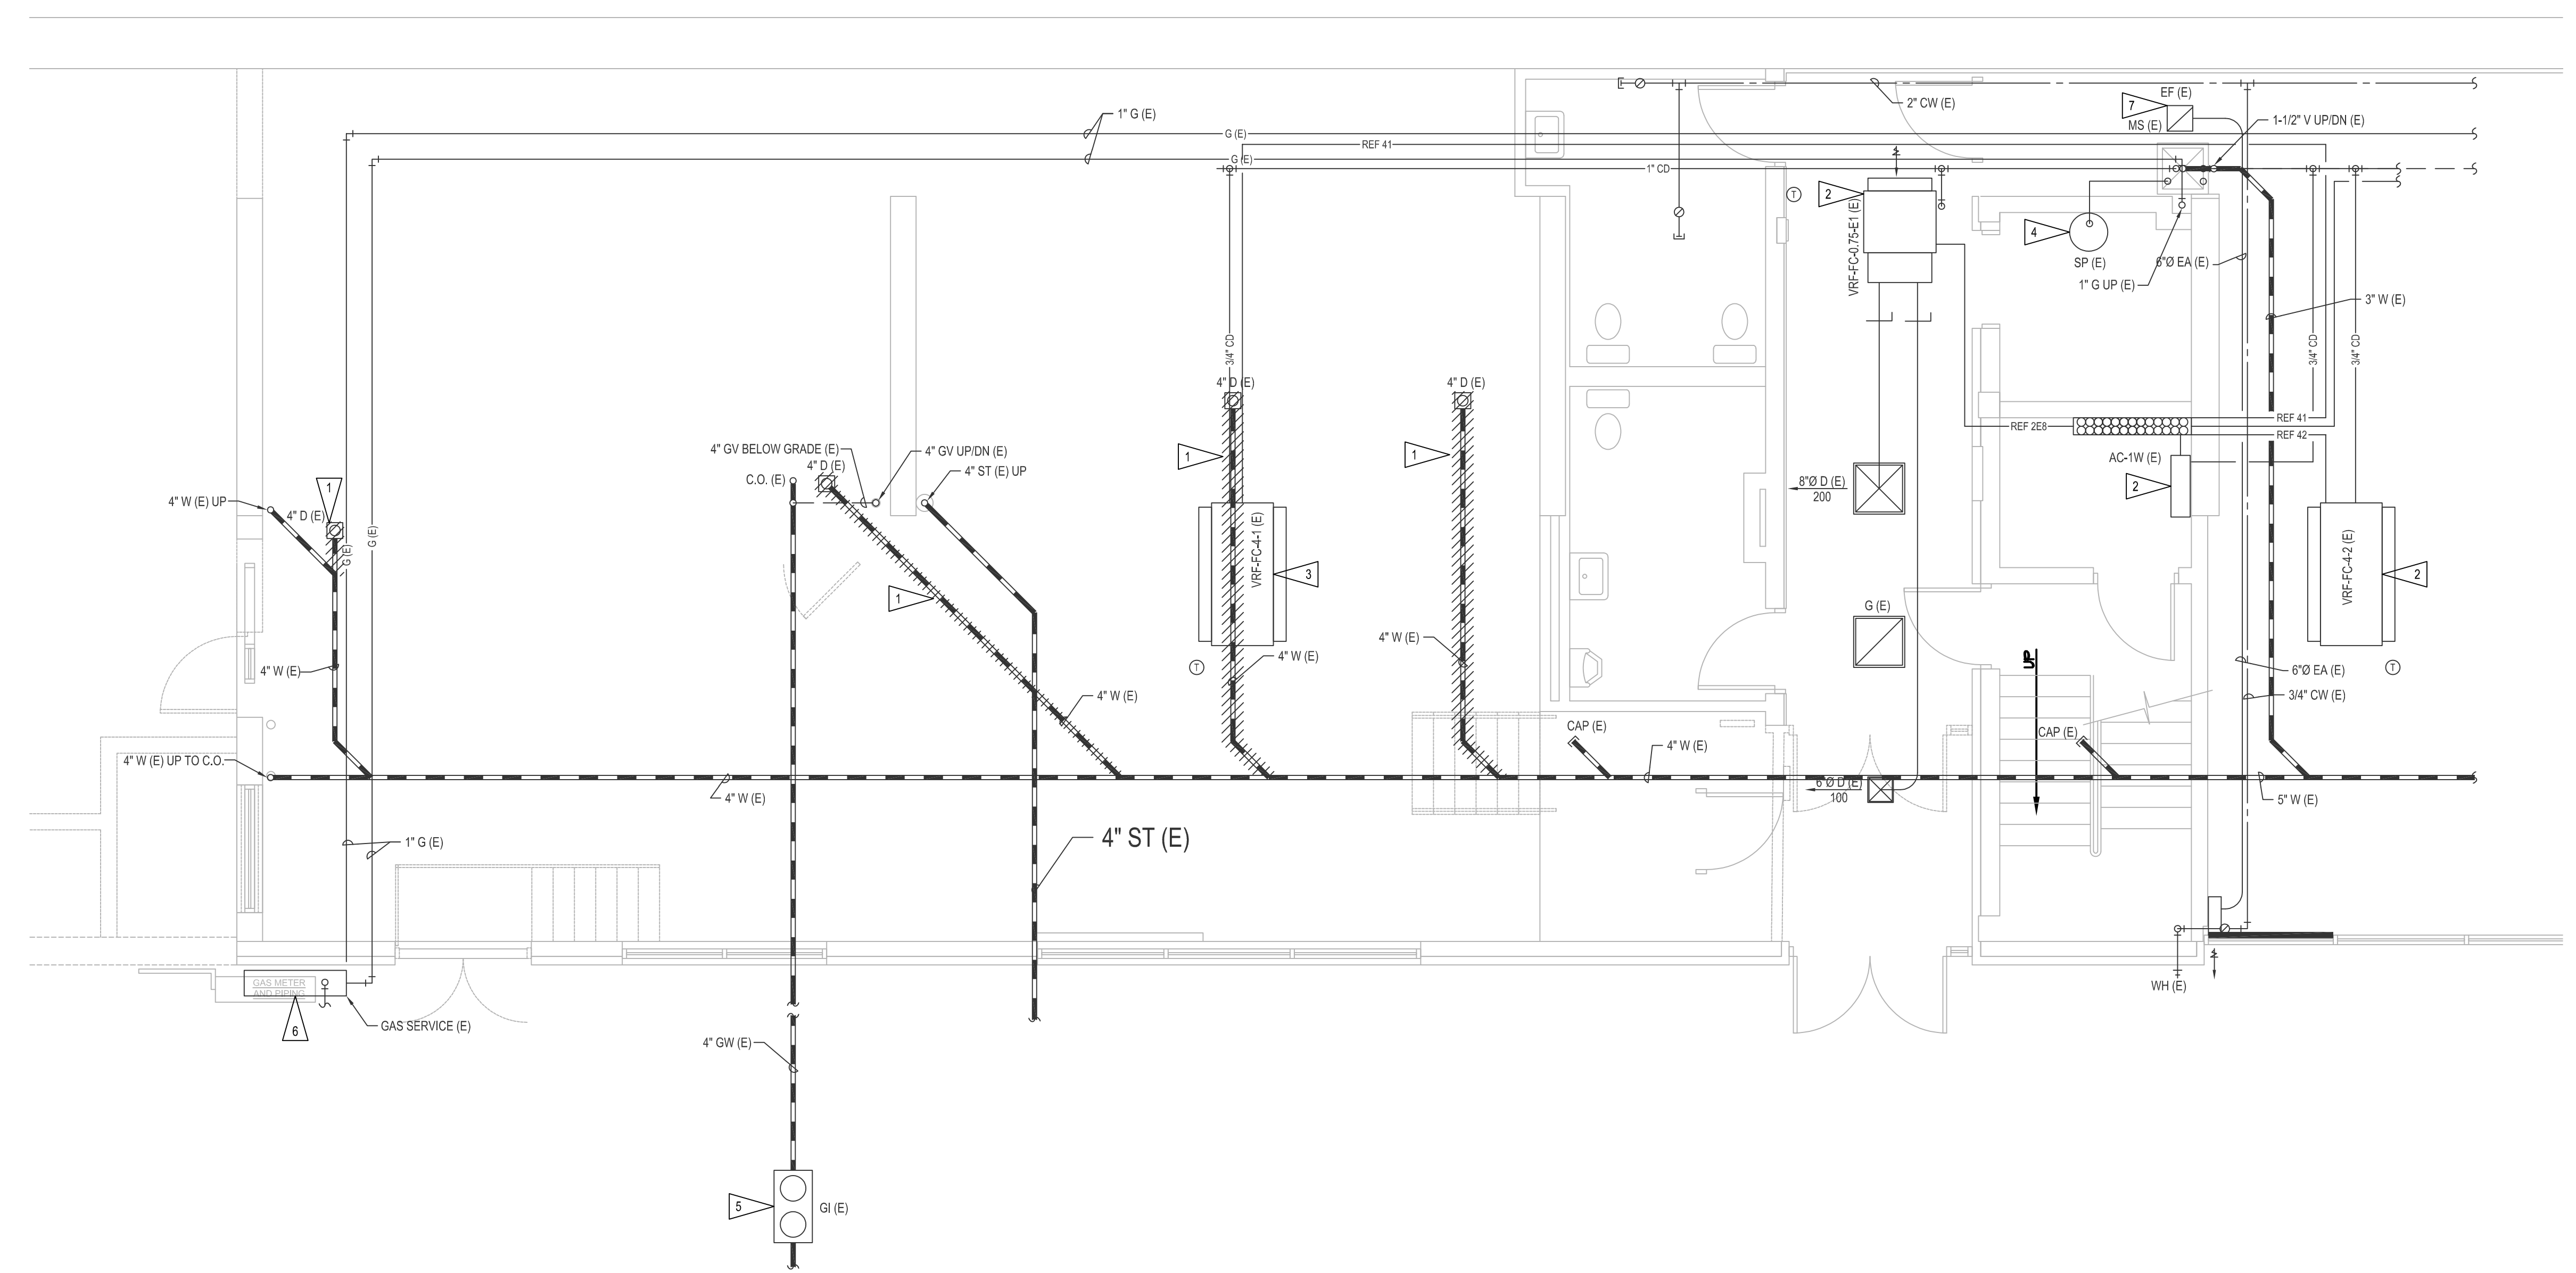 EF (E)
7
MS (E)
2" CW (E)
1" G (E)
1-1/2" V UP/DN (E)
G (E)
REF 41
G (E)
1" CD
T
2
VRF-FC-0.75-E1 (E)
4
SP (E)
6"Ø EA (E)
1" G UP (E)
3" W (E)
3/4" CD
3/4" CD
3/4" CD
4" D (E)
4" D (E)
REF 41
REF 2E8
REF 42
4" GV BELOW GRADE (E)
4" GV UP/DN (E)
4" D (E)
4" ST (E) UP
C.O. (E)
1
1
AC-1W (E)
2
8"Ø D (E)
200
1
4" W (E) UP
4" D (E)
G (E)
G (E)
VRF-FC-4-1 (E)
3
VRF-FC-4-2 (E)
2
1
G (E)
4" W (E)
4" W (E)
4" W (E)
T
UP
T
6"Ø EA (E)
3/4" CW (E)
4" W (E)
CAP (E)
CAP (E)
4" W (E)
4" W (E) UP TO C.O.
4" W (E)
6"Ø D (E)
100
5" W (E)
4" ST (E)
1" G (E)
GAS METER
AND PIPING
WH (E)
6
GAS SERVICE (E)
4" GW (E)
5
GI (E)